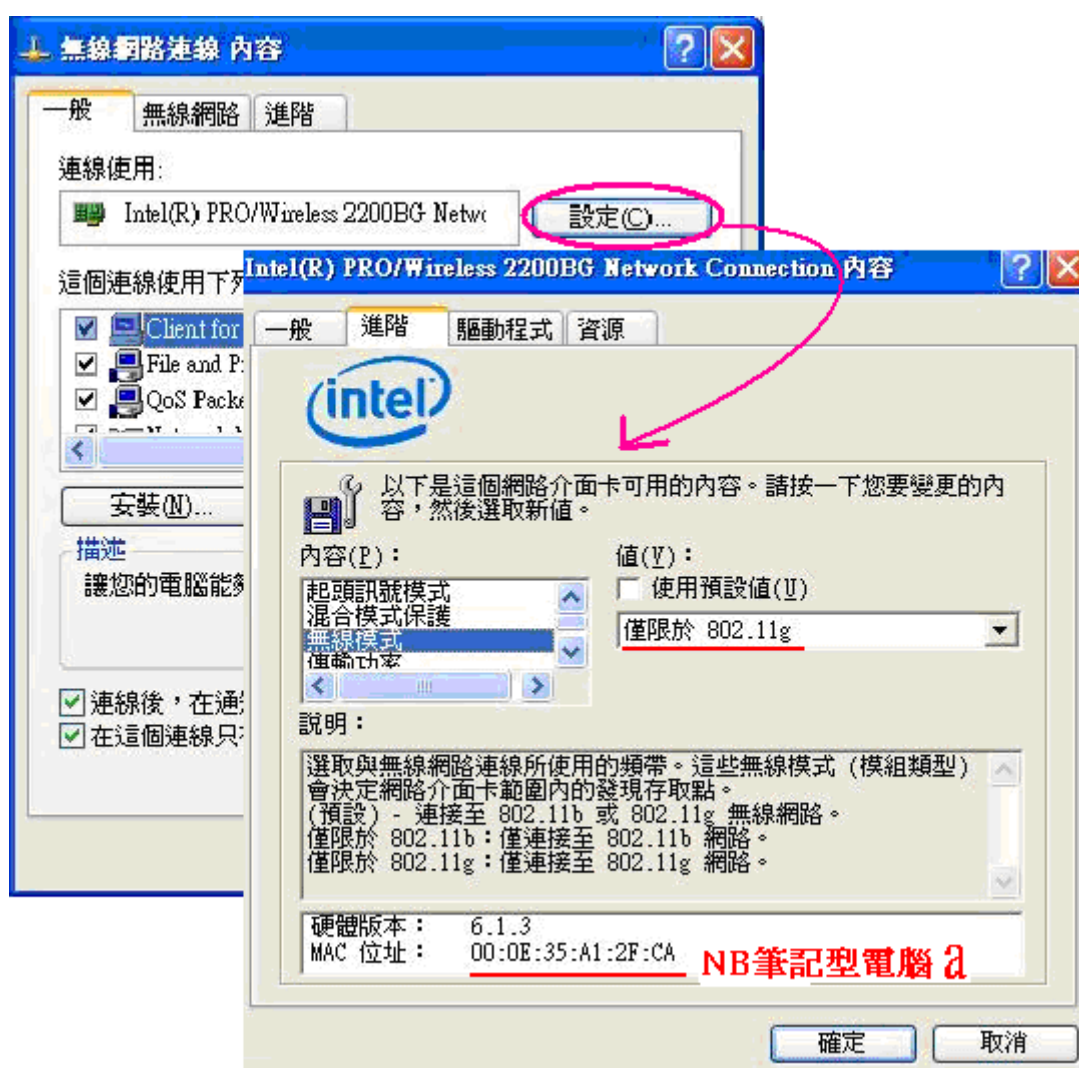 無線網路連線 內容
一般
無線網路
進階
連線使用:
Intel(R) PRO/Wireless 2200BG Netw
設定(C)...
這個連線使用下列
Client for
File and P
QoS Packe
安裝(N)...
描述
讓您的電腦能夠
連線後，在通知
在這個連線只有
Intel(R) PRO/Wireless 2200BG Network Connection 內容
一般
進階
驅動程式
資源
intel
以下是這個網路介面卡可用的內容。請按一下您要變更的內
容，然後選取新值。
內容(P)：
起頭訊號模式
混合模式保護
無線模式
傳輸功率
值(V)：
使用預設值(U)
僅限於 802.11g
說明：
選取與無線網路連線所使用的頻帶。這些無線模式 (模組類型)
會決定網路介面卡範圍內的發現存取點。
(預設) - 連接至 802.11b 或 802.11g 無線網路。
僅限於 802.11b：僅連接至 802.11b 網路。
僅限於 802.11g：僅連接至 802.11g 網路。
硬體版本： 6.1.3
MAC 位址： 00:0E:35:A1:2F:CA
NB筆記型電腦 a
確定
取消